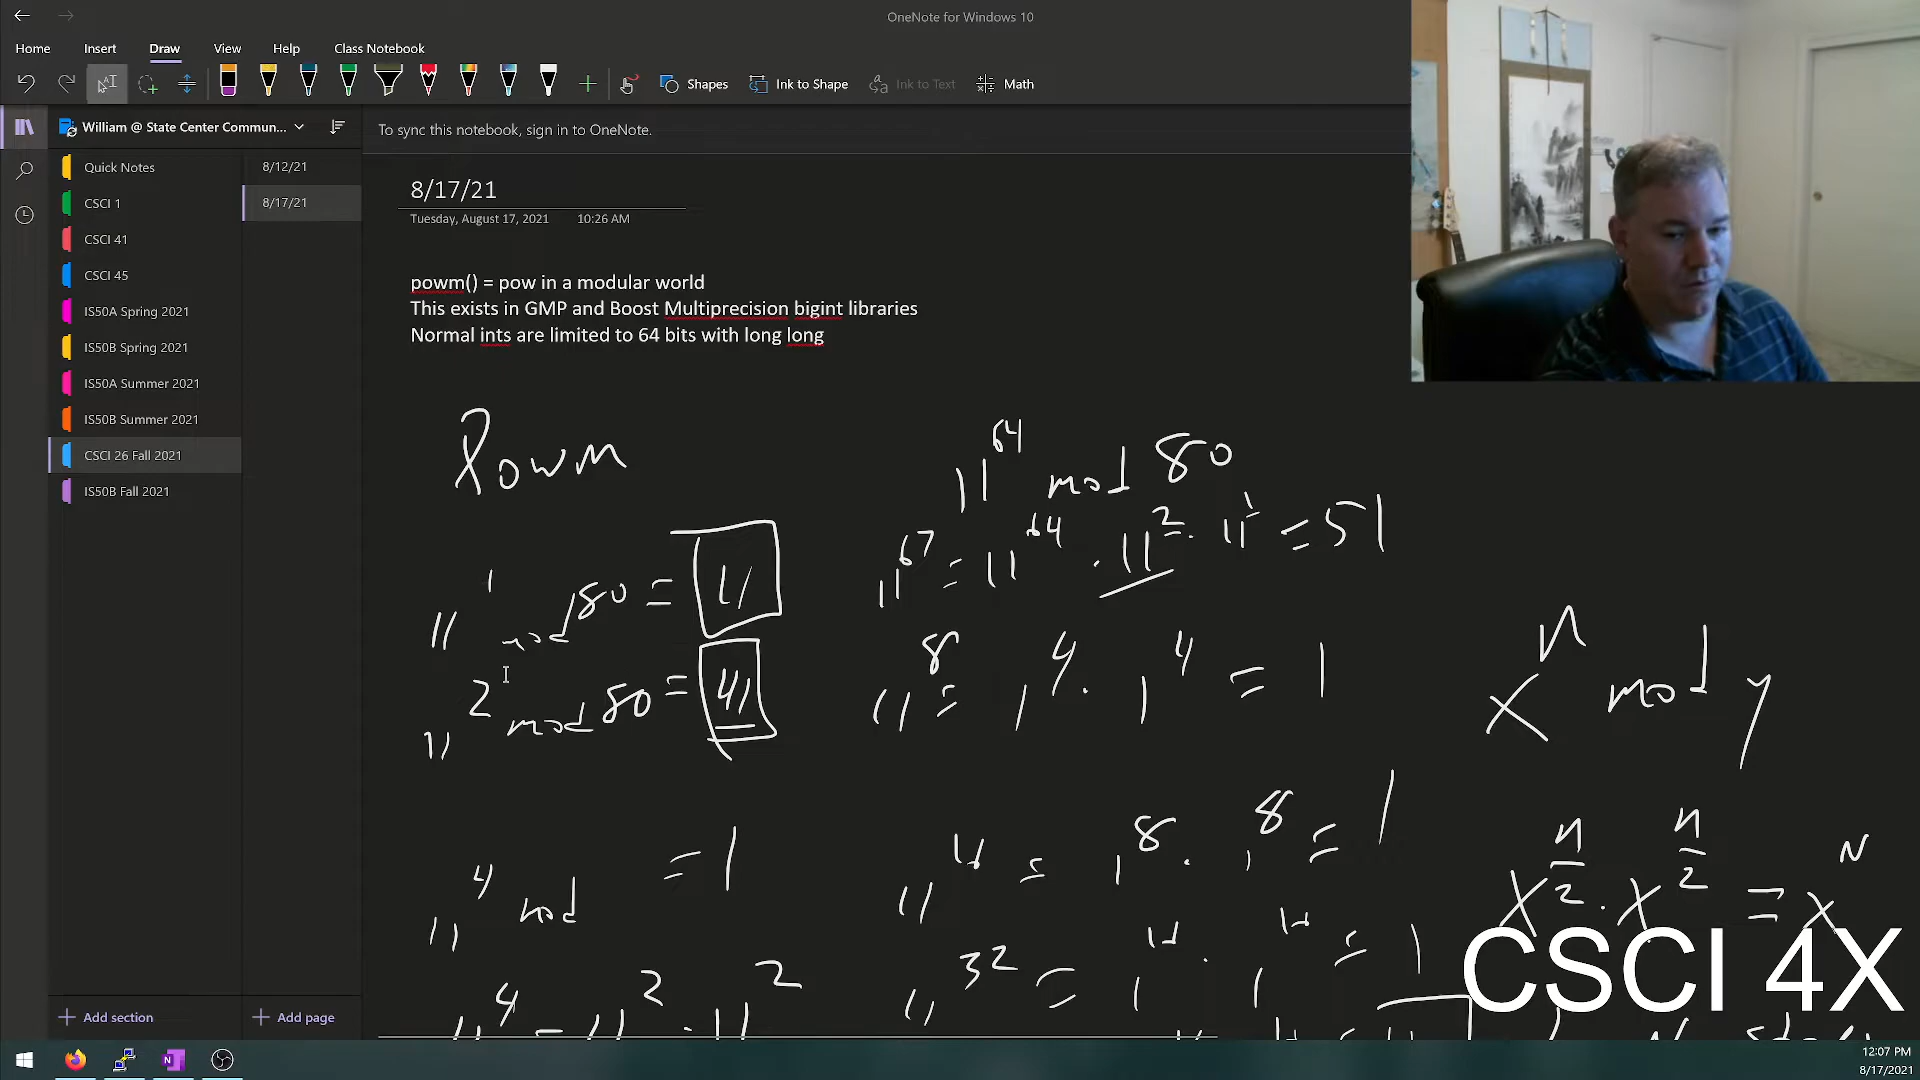 OneNote for Windows 10
Home Insert Draw View Help Class Notebook
Shapes Ink to Shape Ink to Text Math
William @ State Center Commun...
To sync this notebook, sign in to OneNote.
Quick Notes
CSCI 1
CSCI 41
CSCI 45
IS50A Spring 2021
IS50B Spring 2021
IS50A Summer 2021
IS50B Summer 2021
CSCI 26 Fall 2021
IS50B Fall 2021
Add section
8/12/21
8/17/21
Add page
8/17/21
Tuesday, August 17, 2021 10:26 AM
powm() = pow in a modular world
This exists in GMP and Boost Multiprecision bigint libraries
Normal ints are limited to 64 bits with long long
Powm
11^1 mod 80 = 11
11^2 mod 80 = 41
11^4 mod = 1
11^4 = 11^2 · 11^2
11^64 mod 80
11^67 = 11^64 · 11^2 · 11^1 = 51
11^8 = 1^4 · 1^4 = 1
11^16 = 1^8 · 1^8 = 1
11^32 = 1^16 · 1^16 = 1
x^n mod y
x^n/2 · x^n/2 = x^n
CSCI 4X
12:07 PM
8/17/2021